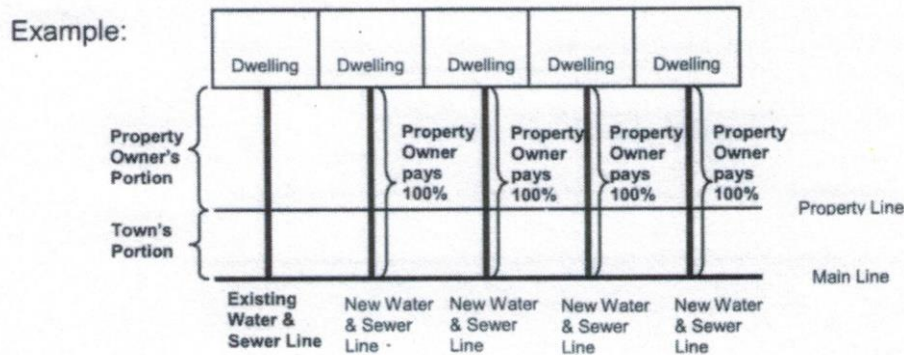 Example:
Dwelling Dwelling Dwelling Dwelling Dwelling
Property
Owner's
Portion
Property
Owner
pays
100%
Property
Owner
pays
100%
Property
Owner
pays
100%
Property
Owner
pays
100%
Property Line
Town's
Portion
Main Line
Existing
Water &
Sewer Line
New Water
& Sewer
Line
New Water
& Sewer
Line
New Water
& Sewer
Line
New Water
& Sewer
Line